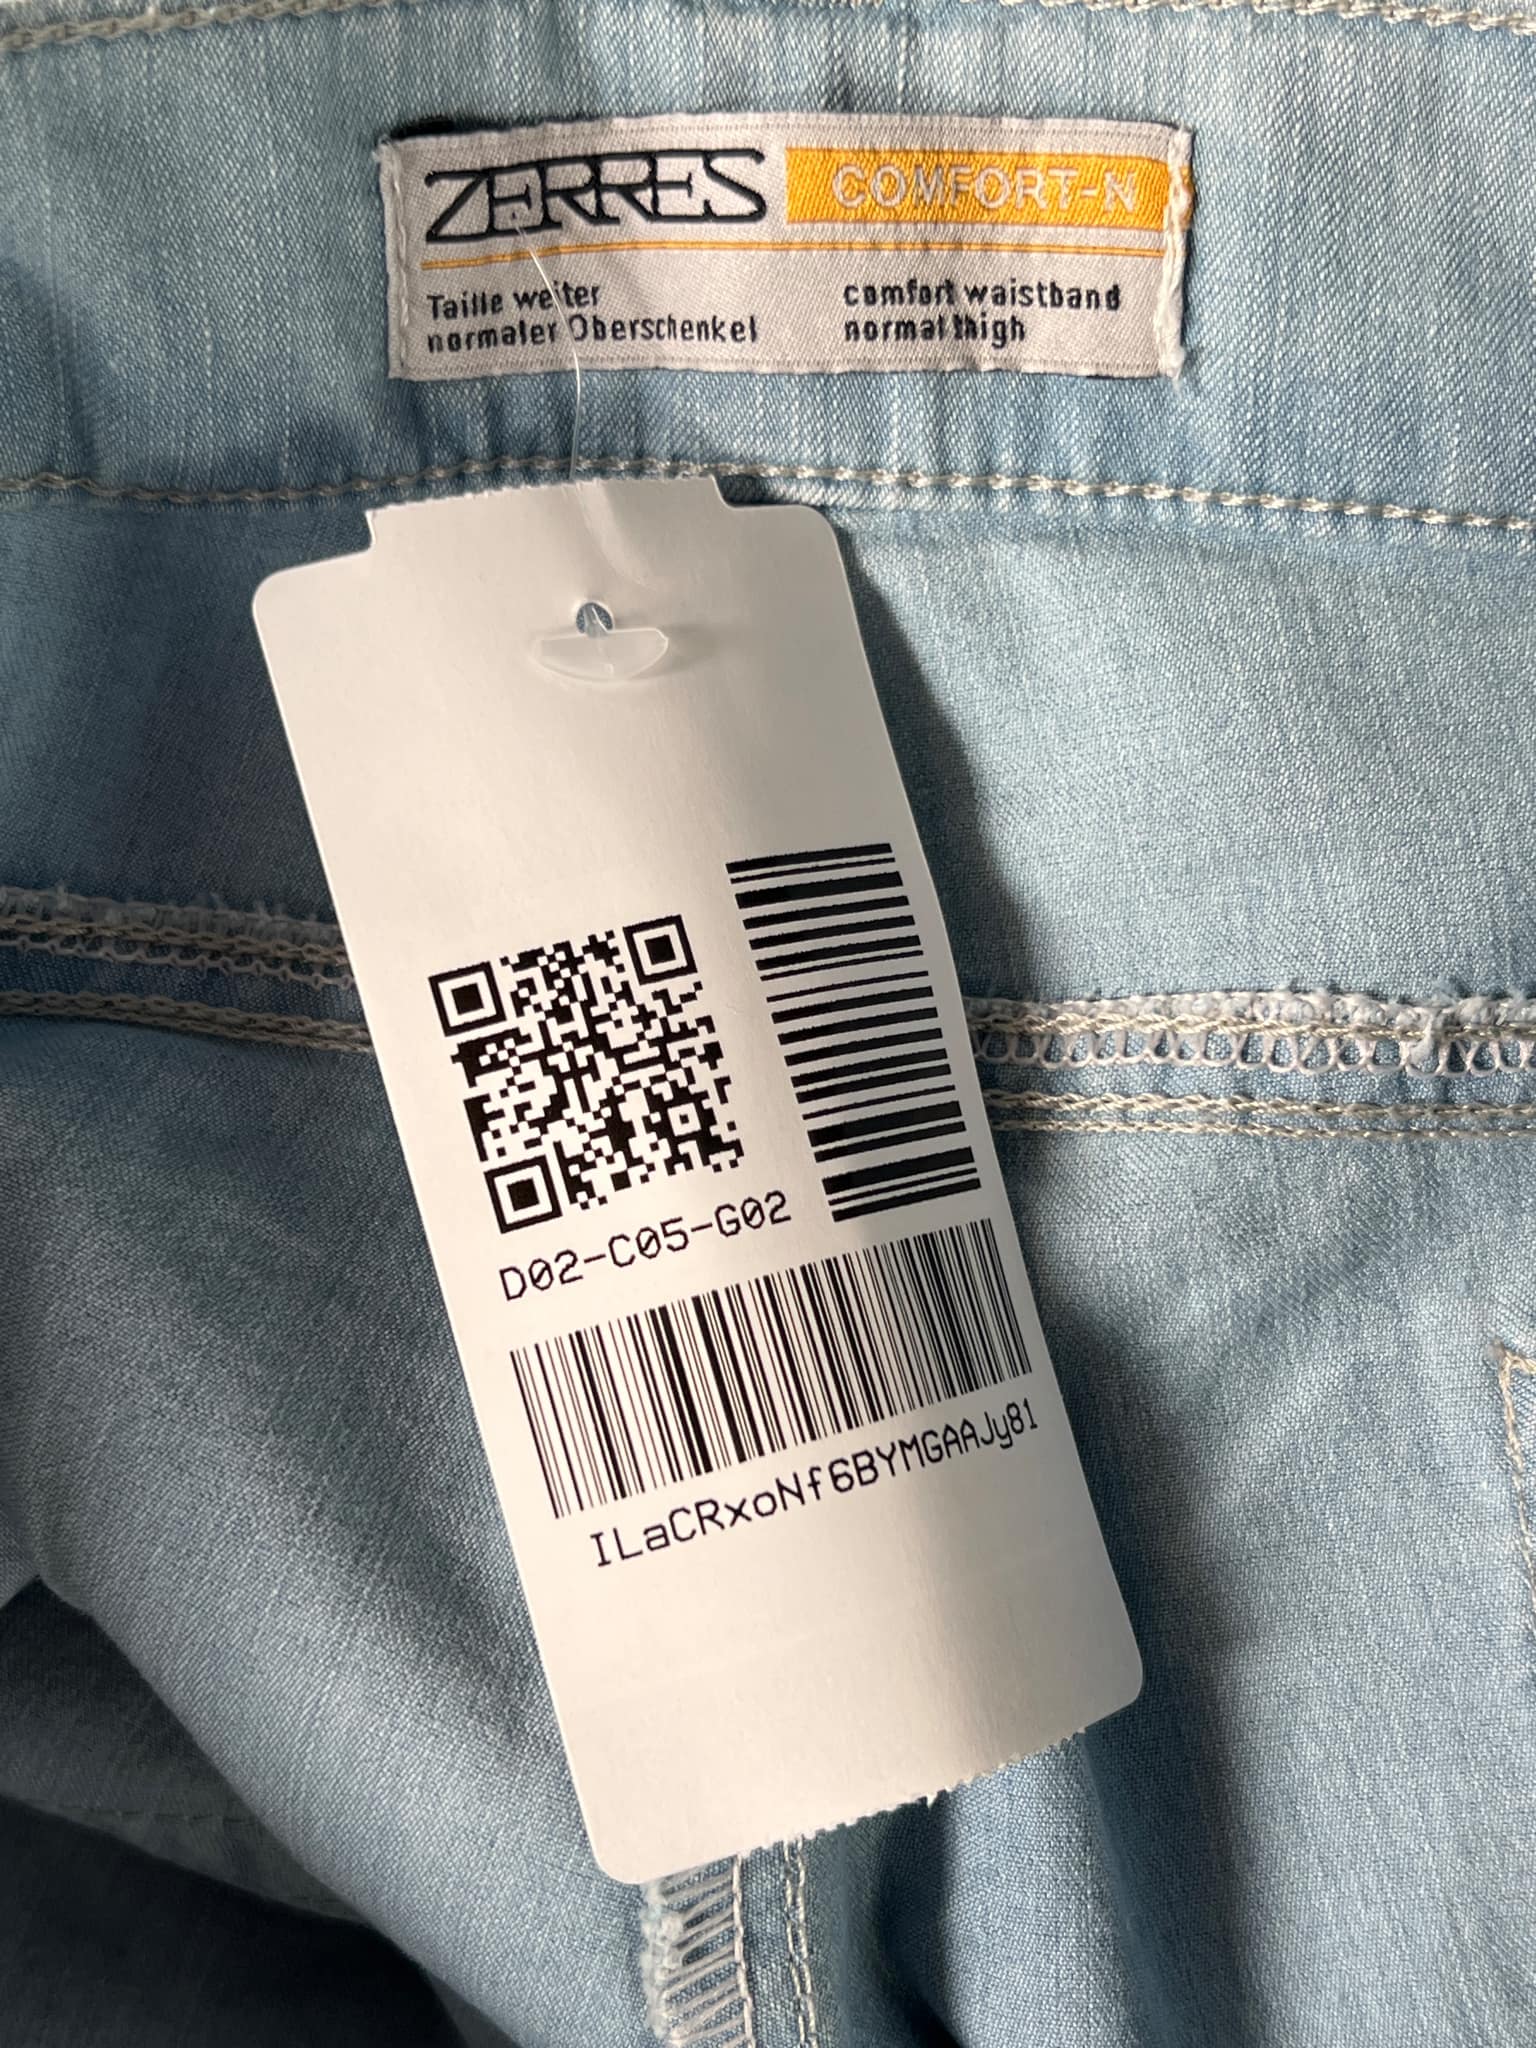 ZERRES COMFORT-N
Taille weiter
normaler Oberschenkel
comfort waistband
normal thigh
D02-C05-G02
ILaCRxoNf6BYMGAAJy81